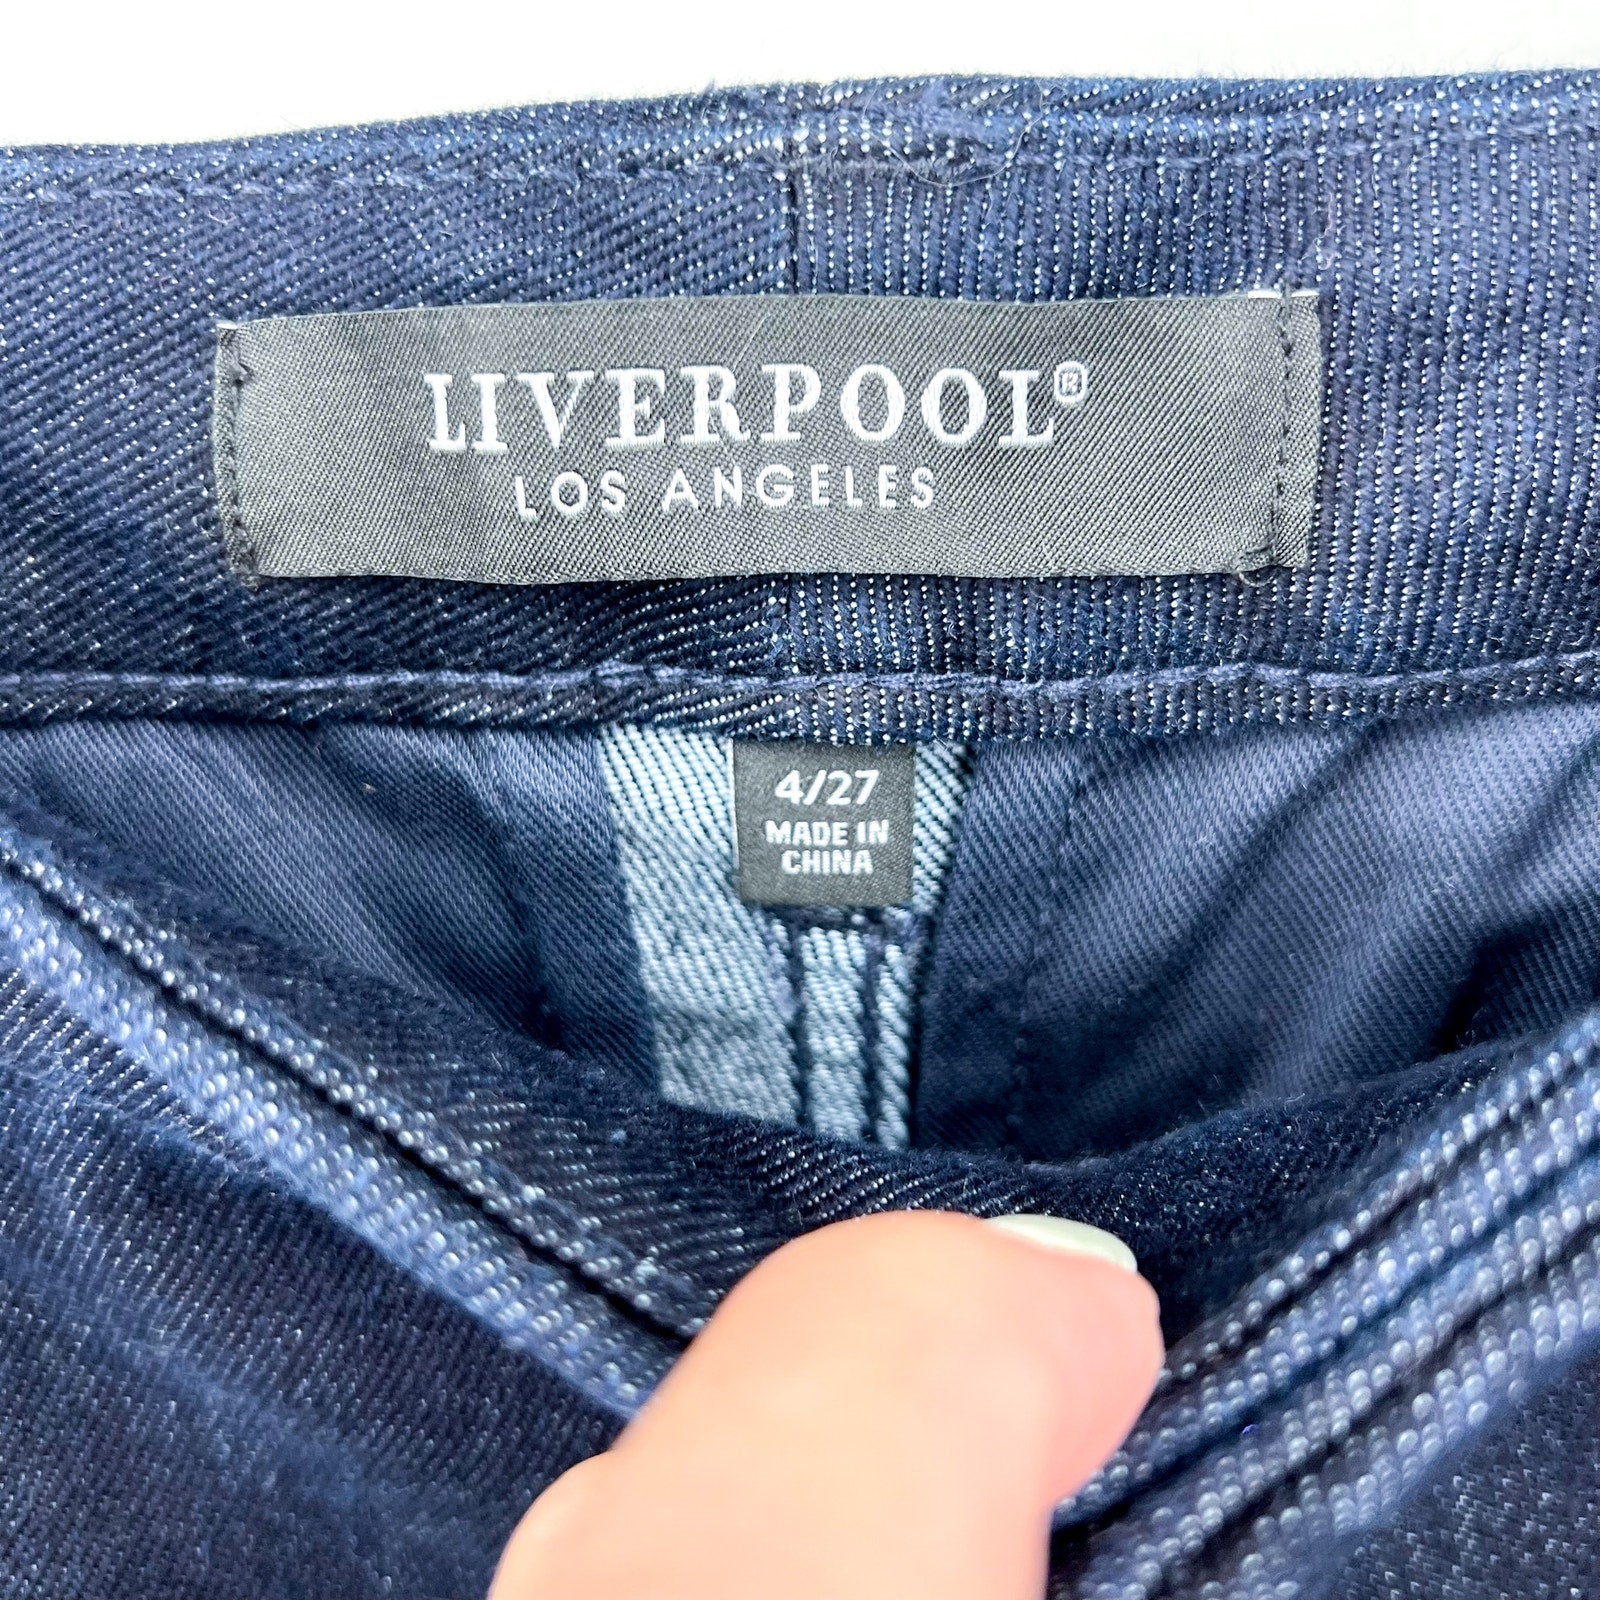 LIVERPOOL®
LOS ANGELES
4/27
MADE IN
CHINA